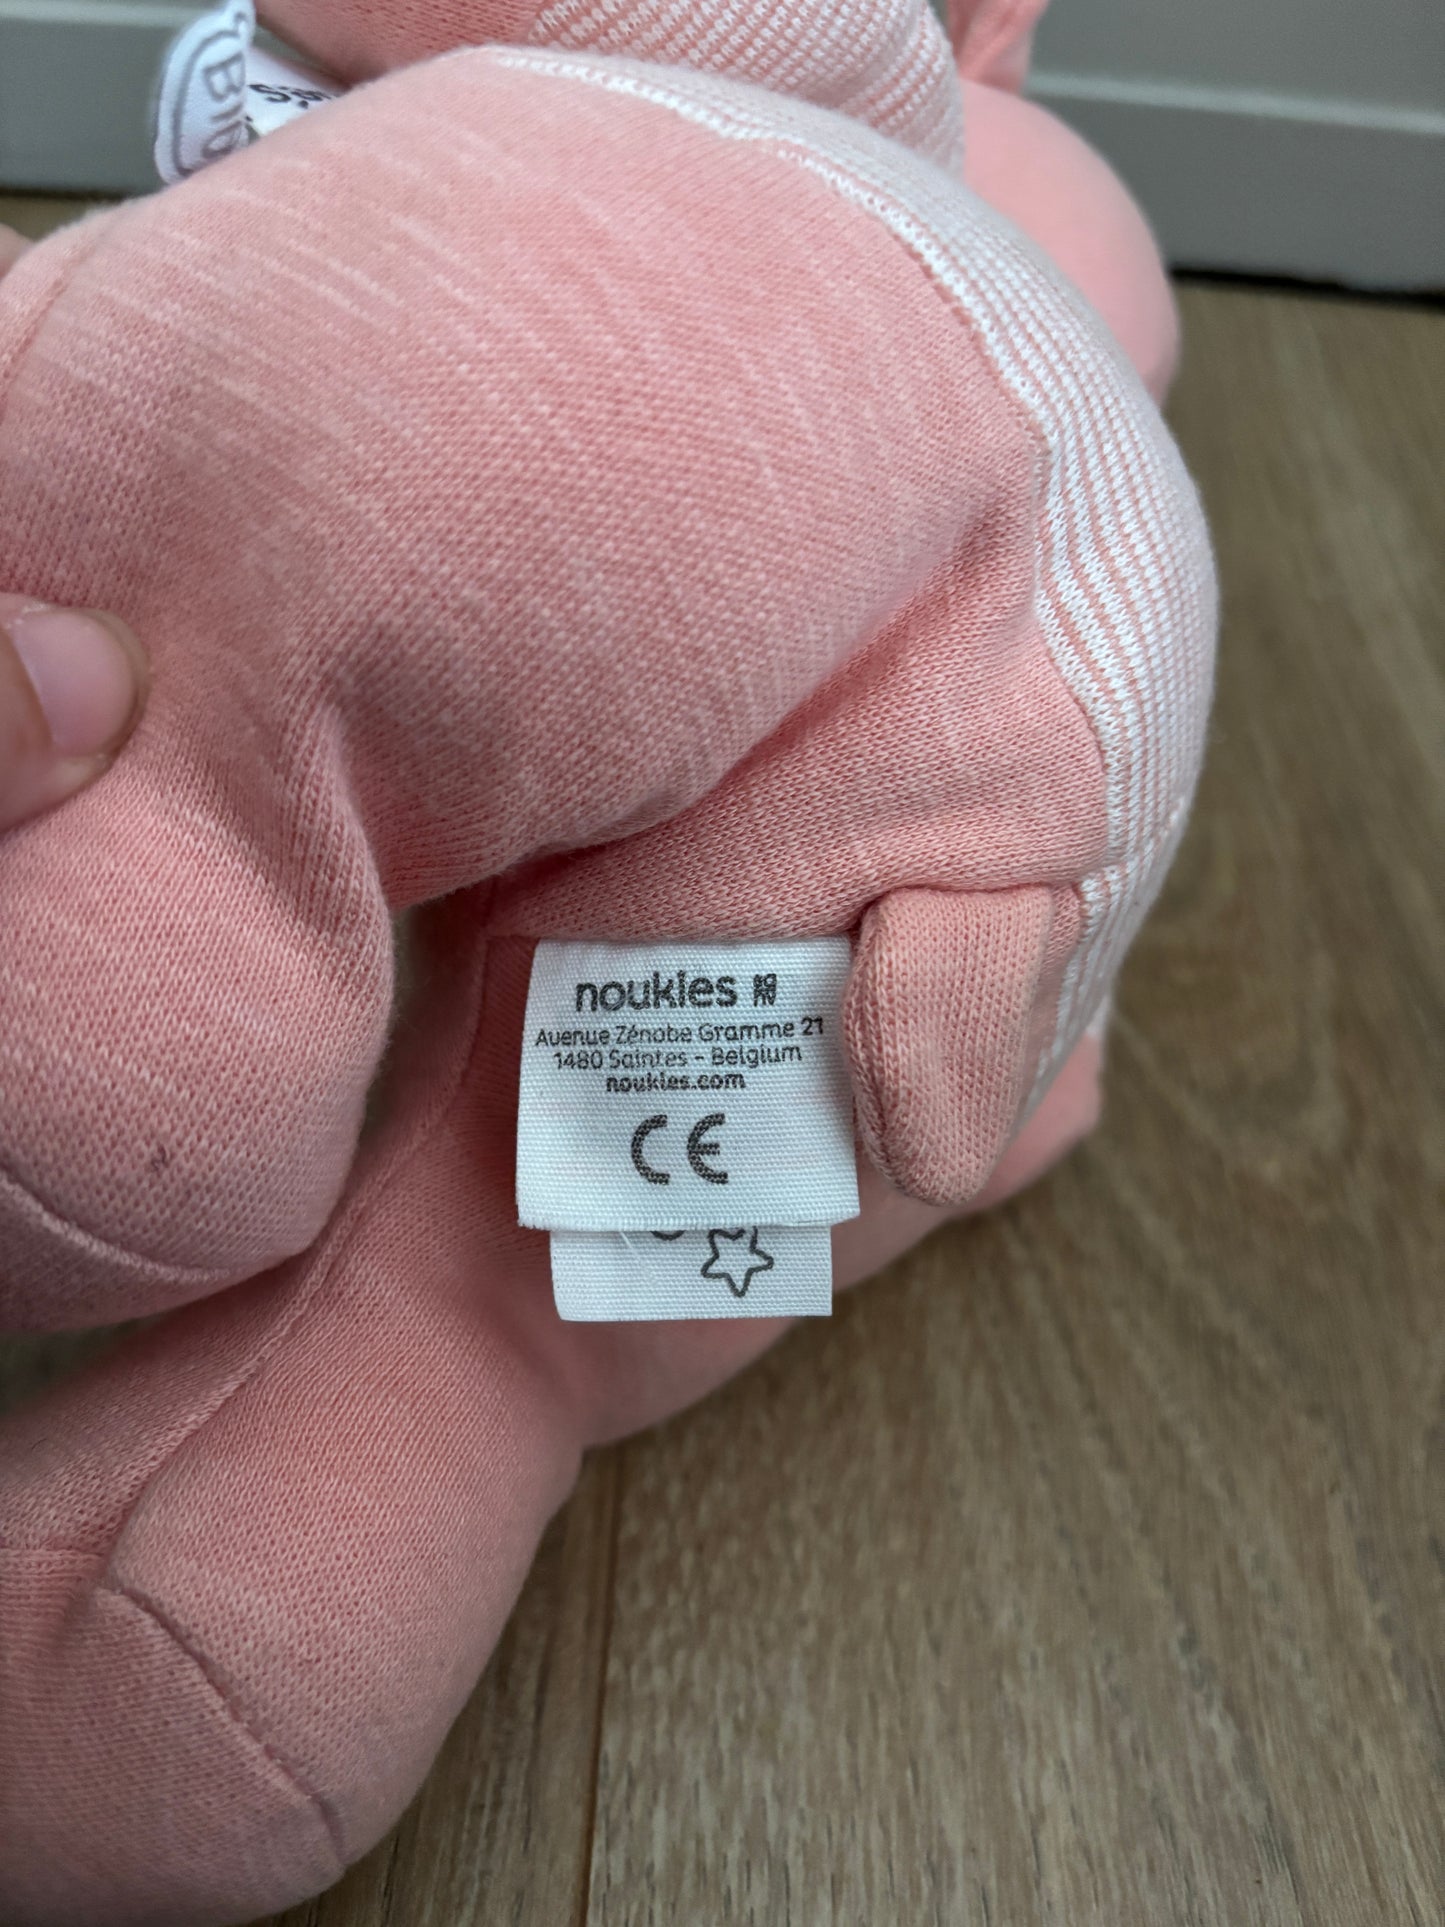 noukies
Avenue Zénobe Gramme 21
1480 Saintes - Belgium
noukies.com
CE